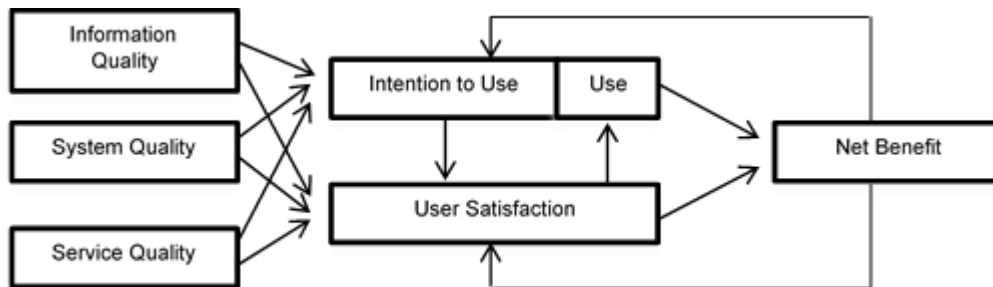 Information
Quality
Intention to Use
Use
System Quality
Net Benefit
User Satisfaction
Service Quality